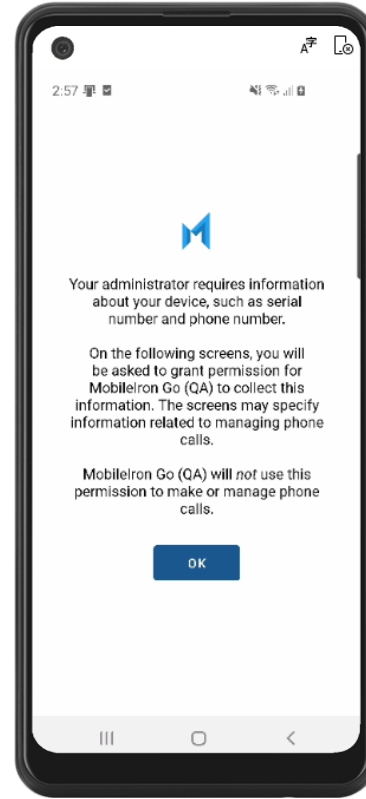 2:57
Your administrator requires information
about your device, such as serial
number and phone number.
On the following screens, you will
be asked to grant permission for
MobileIron Go (QA) to collect this
information. The screens may specify
information related to managing phone
calls.
MobileIron Go (QA) will not use this
permission to make or manage phone
calls.
OK